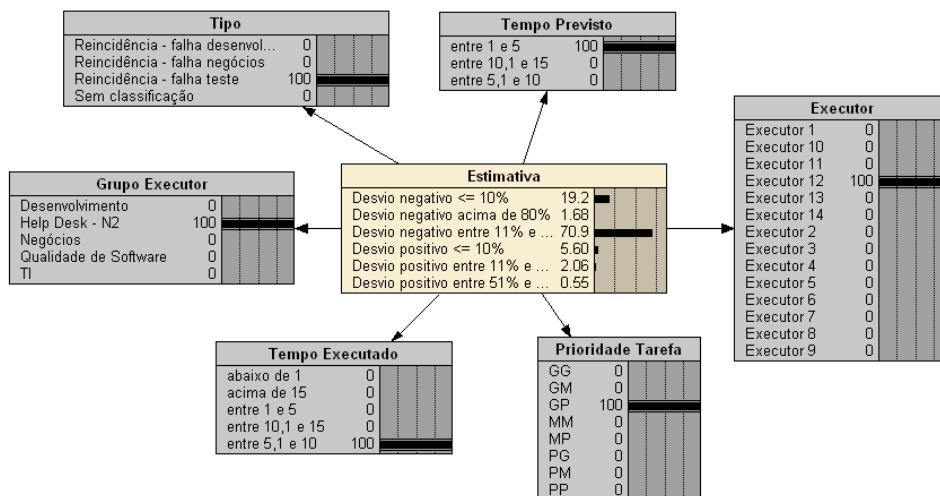 Tipo
Reincidência - falha desenvol... 0
Reincidência - falha negócios 0
Reincidência - falha teste 100
Sem classificação 0
Tempo Previsto
entre 1 e 5 100
entre 10,1 e 15 0
entre 5,1 e 10 0
Executor
Executor 1 0
Executor 10 0
Executor 11 0
Executor 12 100
Executor 13 0
Executor 14 0
Executor 2 0
Executor 3 0
Executor 4 0
Executor 5 0
Executor 6 0
Executor 7 0
Executor 8 0
Executor 9 0
Grupo Executor
Desenvolvimento 0
Help Desk - N2 100
Negócios 0
Qualidade de Software 0
TI 0
Estimativa
Desvio negativo <= 10% 19.2
Desvio negativo acima de 80% 1.68
Desvio negativo entre 11% e ... 70.9
Desvio positivo <= 10% 5.60
Desvio positivo entre 11% e ... 2.06
Desvio positivo entre 51% e ... 0.55
Tempo Executado
abaixo de 1 0
acima de 15 0
entre 1 e 5 0
entre 10,1 e 15 0
entre 5,1 e 10 100
Prioridade Tarefa
GG 0
GM 0
GP 100
MM 0
MP 0
PG 0
PM 0
PP 0